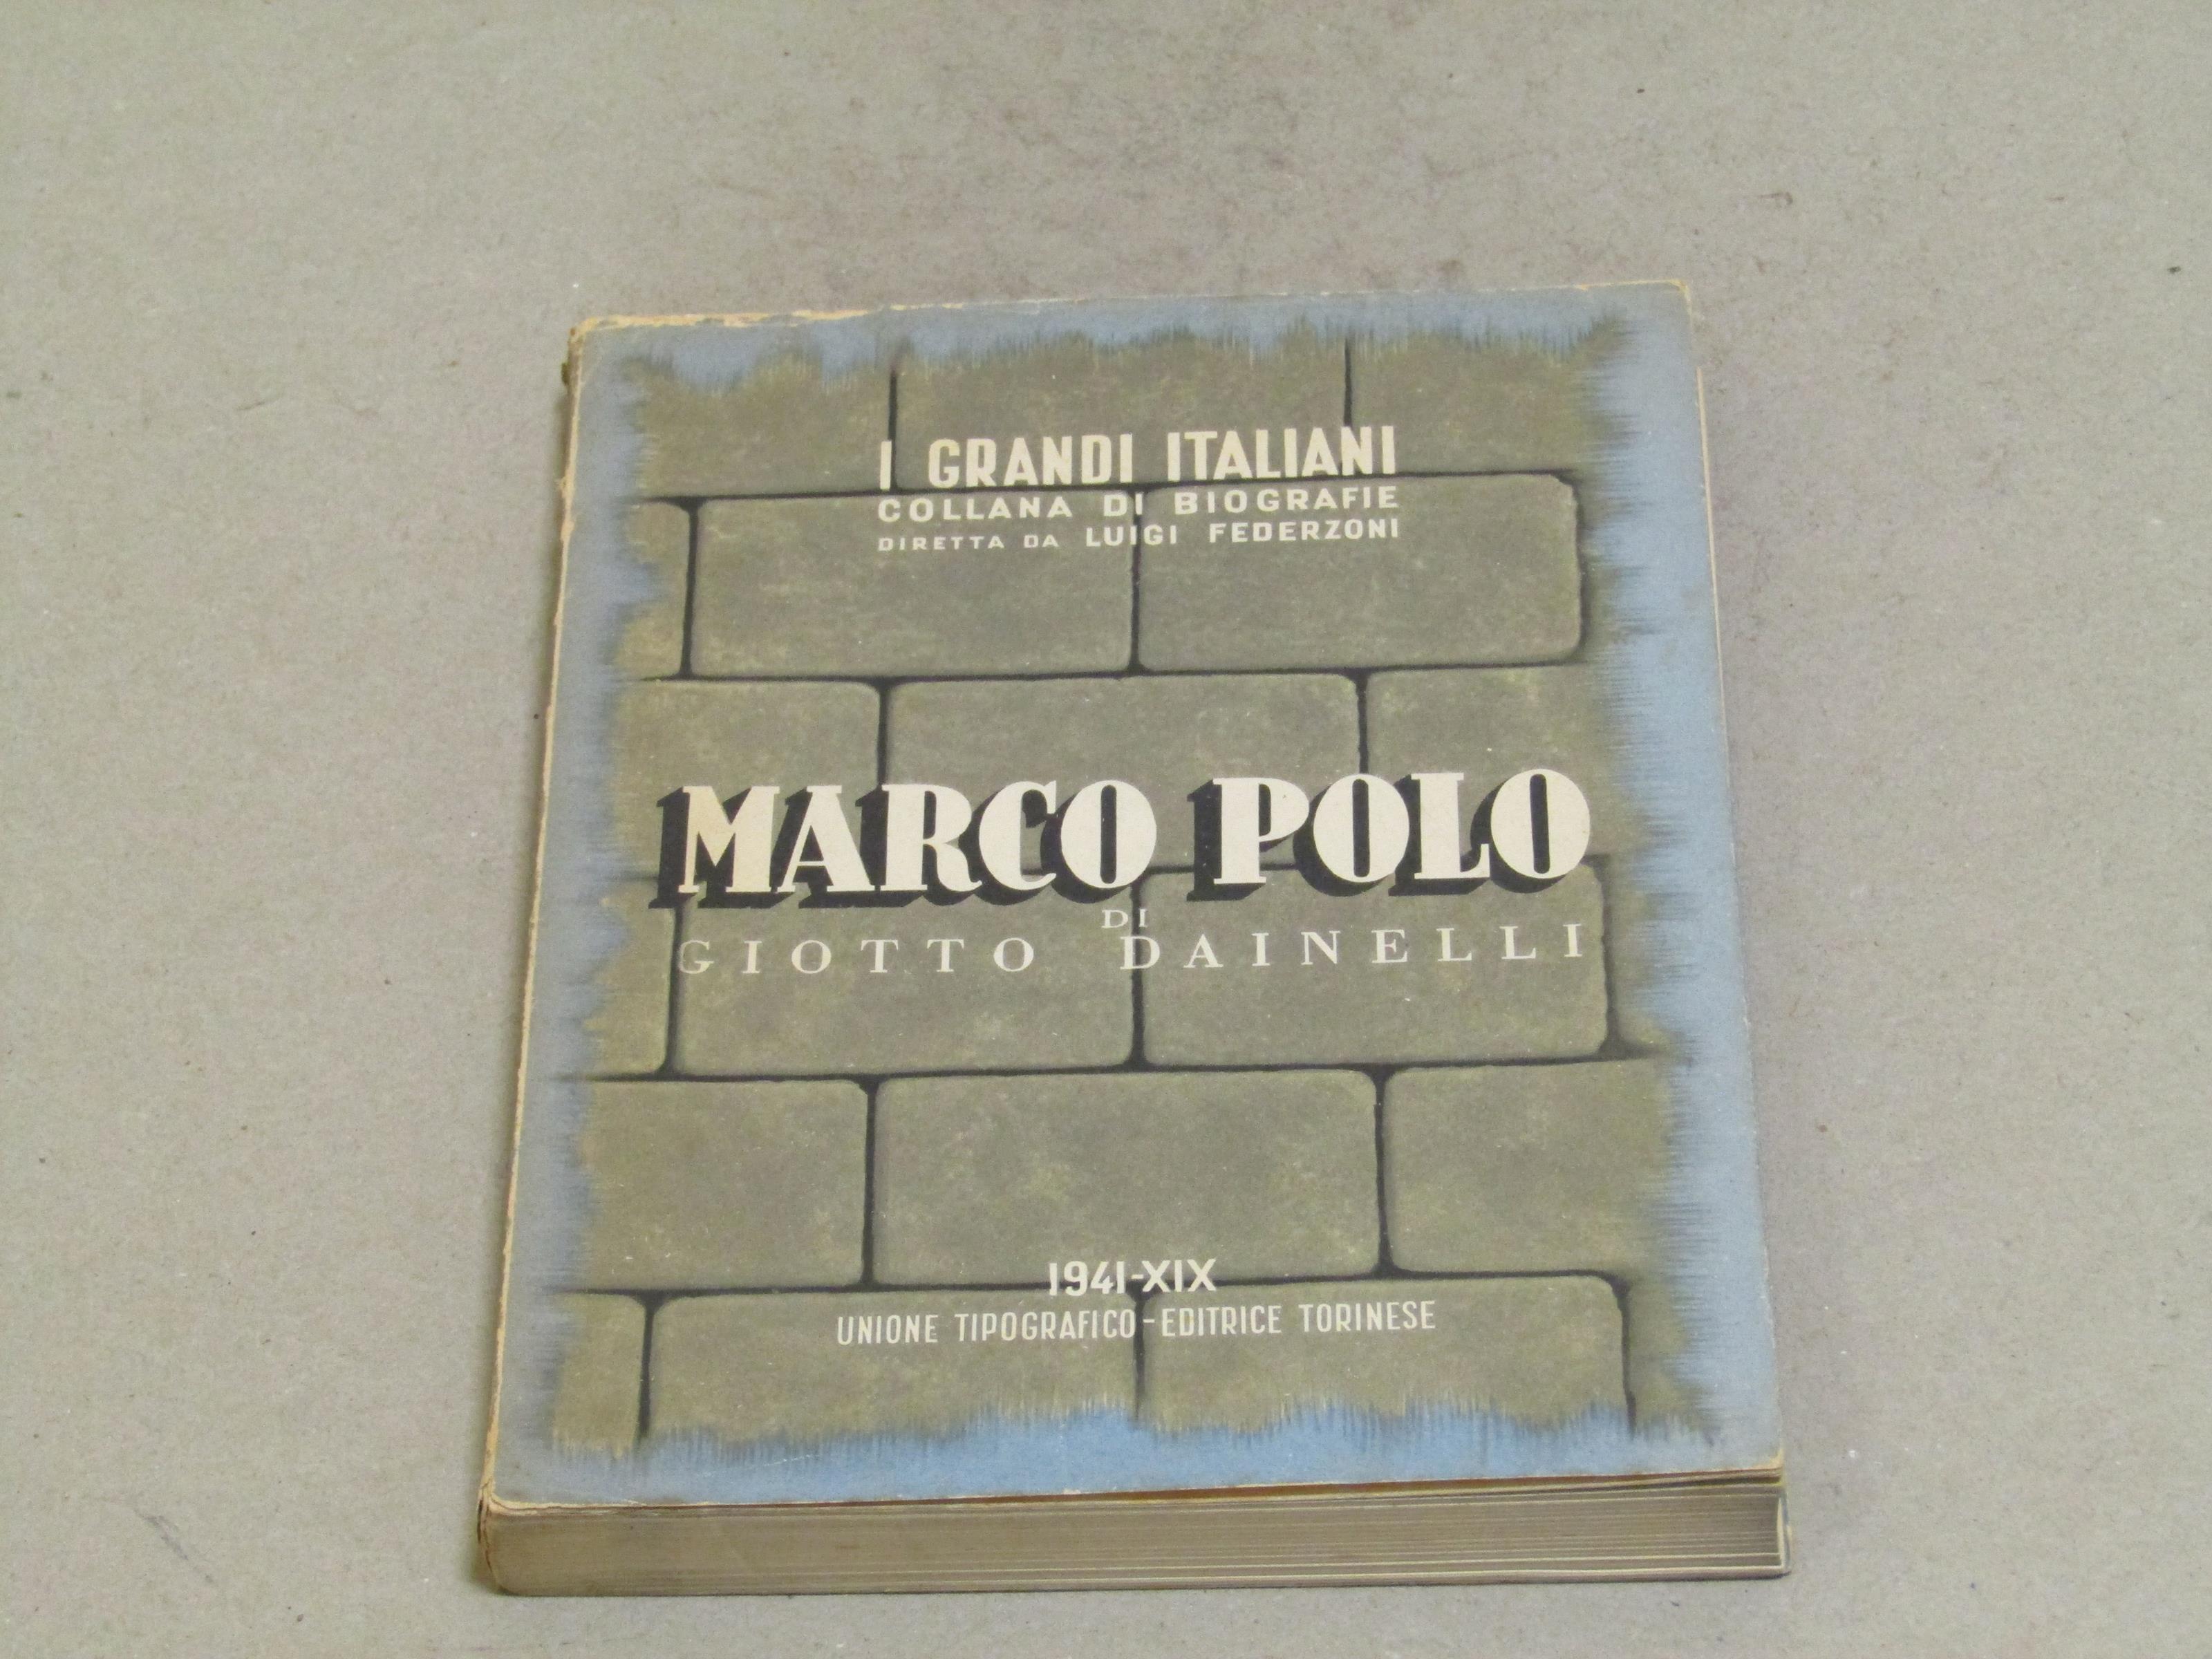 I GRANDI ITALIANI
COLLANA DI BIOGRAFIE
DIRETTA DA LUIGI FEDERZONI
MARCO POLO
DI
GIOTTO DAINELLI
1941-XIX
UNIONE TIPOGRAFICO-EDITRICE TORINESE